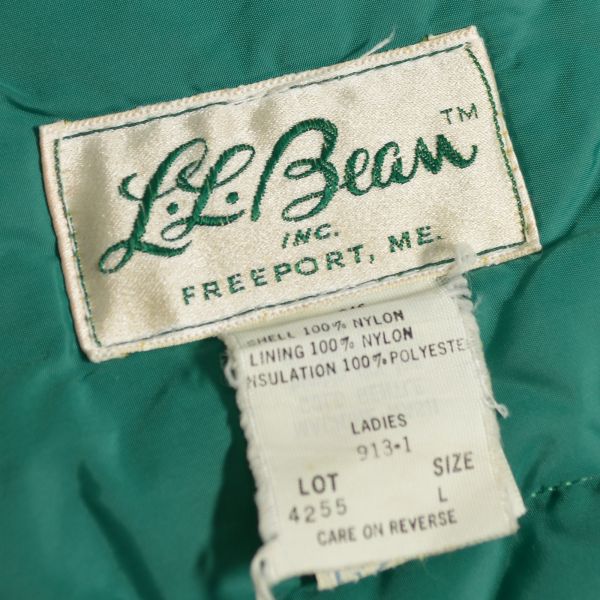 L.L.Bean™
INC.
FREEPORT, ME.
SHELL 100% NYLON
LINING 100% NYLON
INSULATION 100% POLYESTE
LADIES
913•1
LOT SIZE
4255 L
CARE ON REVERSE